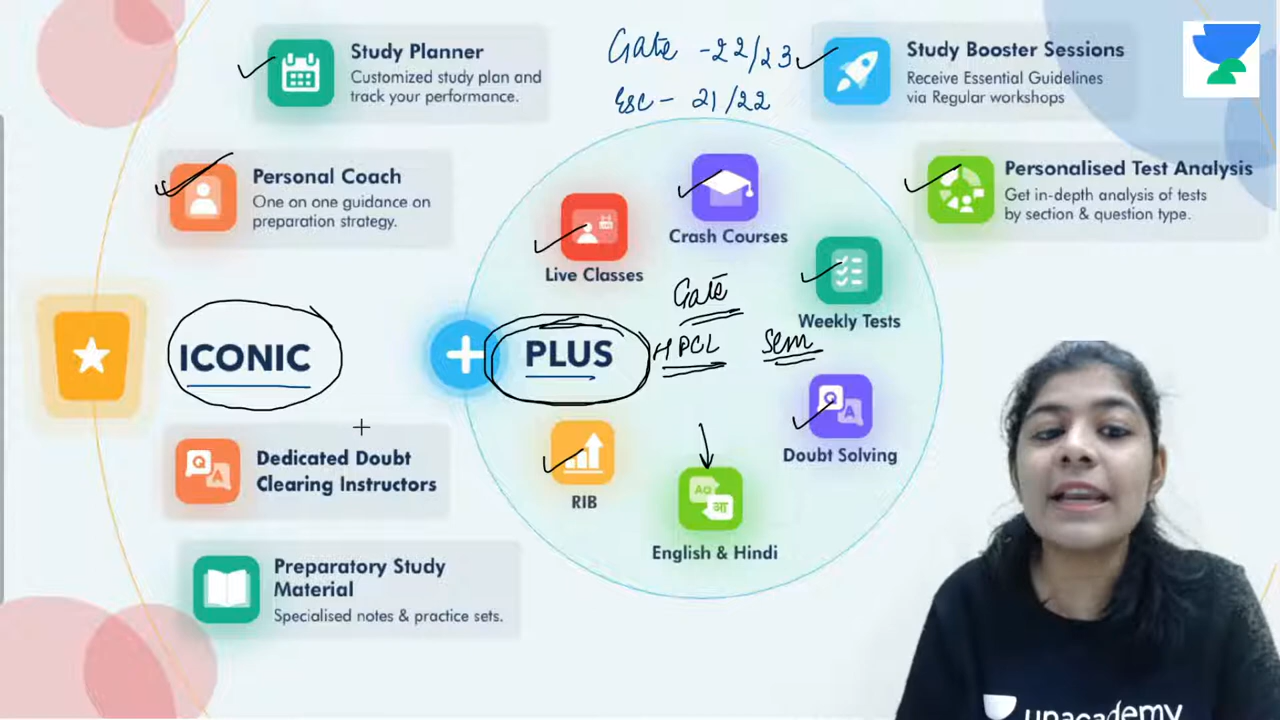 Study Planner
Customized study plan and
track your performance.
Gate - 22/23
Esc - 21/22
Study Booster Sessions
Receive Essential Guidelines
via Regular workshops
Personal Coach
One on one guidance on
preparation strategy.
Crash Courses
Live Classes
Personalised Test Analysis
Get in-depth analysis of tests
by section & question type.
Gate
Weekly Tests
ICONIC
+ PLUS
HPCL
Sem
Dedicated Doubt
Clearing Instructors
Q
A
Q
A
Doubt Solving
RIB
AQ
आ
English & Hindi
Preparatory Study
Material
Specialised notes & practice sets.
unacademy